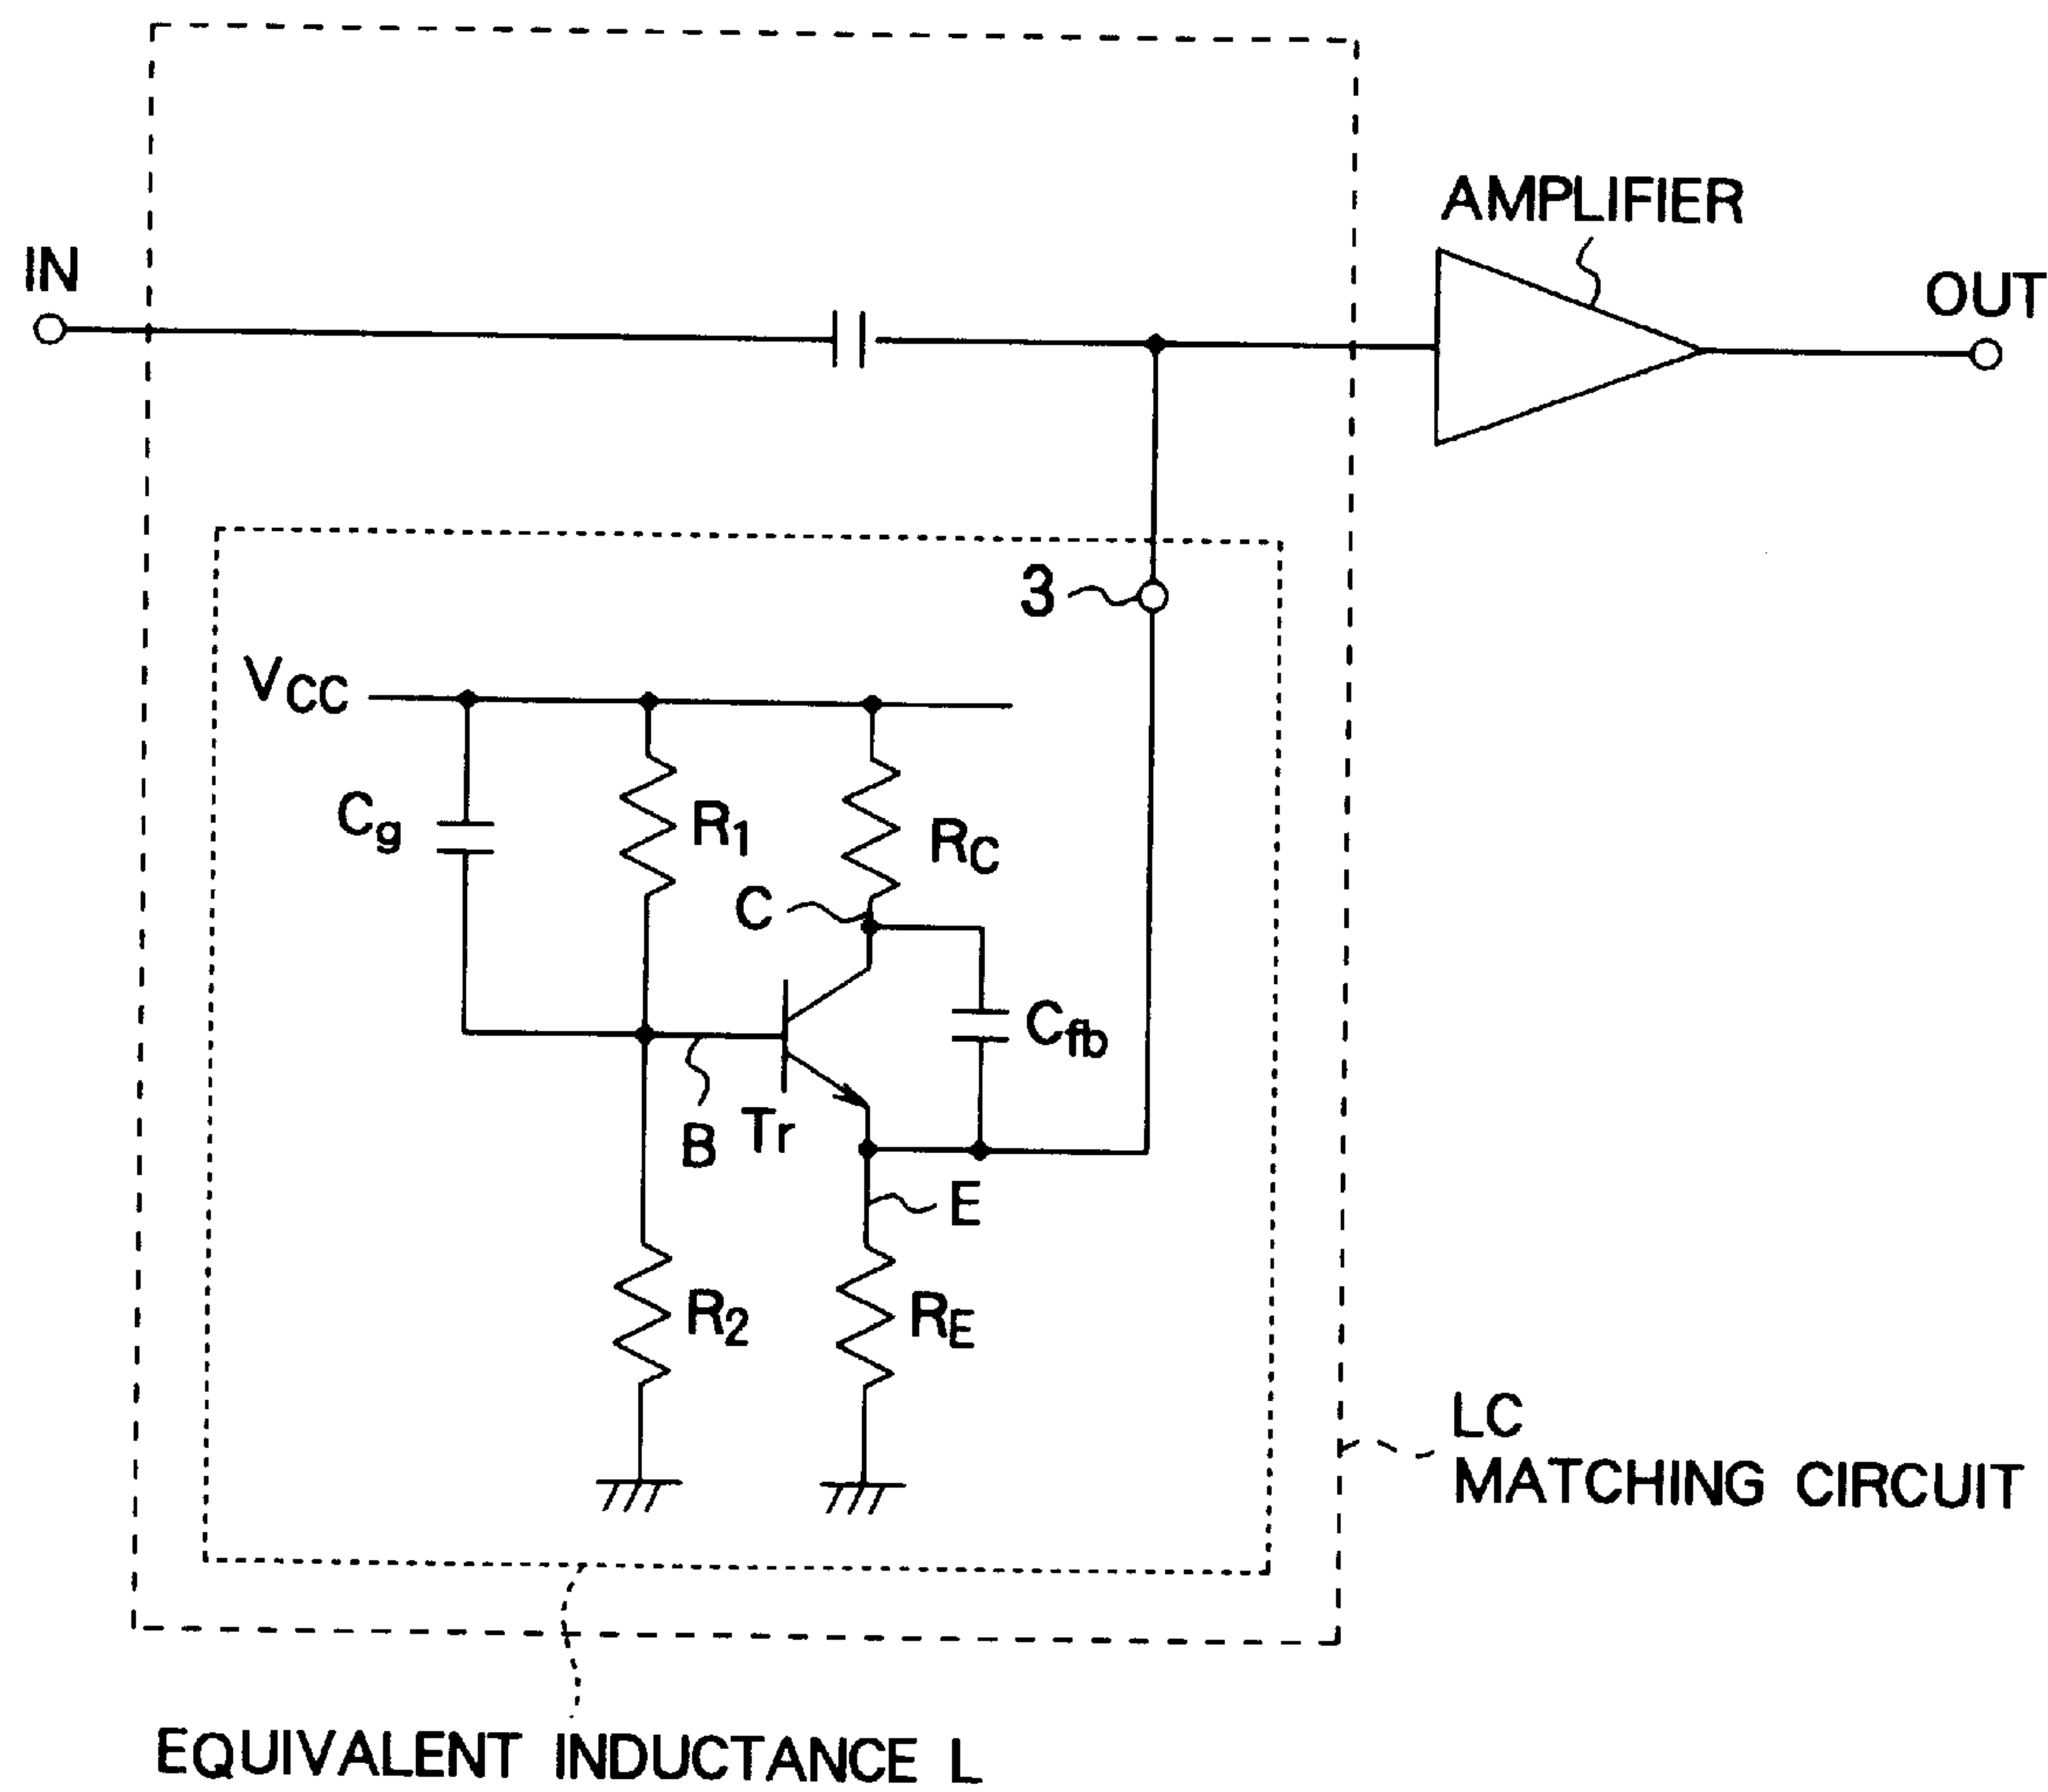 AMPLIFIER
IN
OUT
3
VCC
Cg
R1
RC
C
Cfb
B
Tr
E
R2
RE
LC
MATCHING CIRCUIT
EQUIVALENT INDUCTANCE L